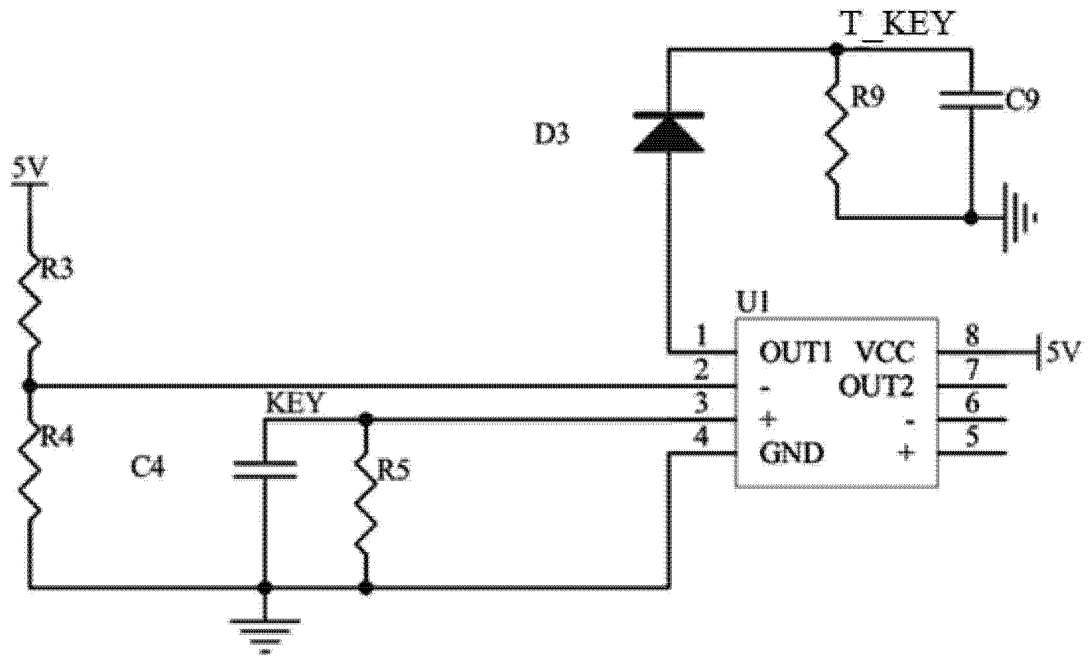 T_KEY
R9
C9
D3
5V
R3
U1
1 OUT1 VCC 8 5V
2 - OUT2 7
KEY 3 + - 6
R4 4 GND + 5
C4 R5